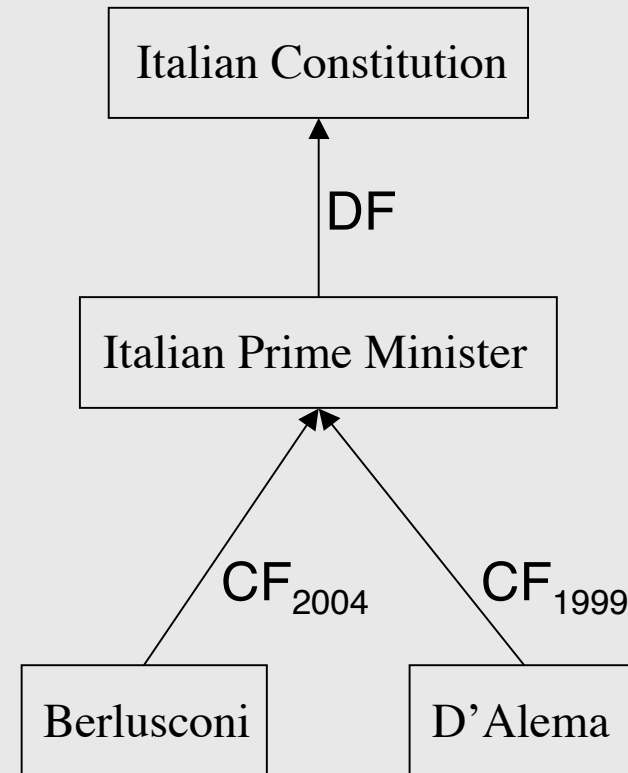 Italian Constitution
DF
Italian Prime Minister
CF2004 CF1999
Berlusconi D’Alema